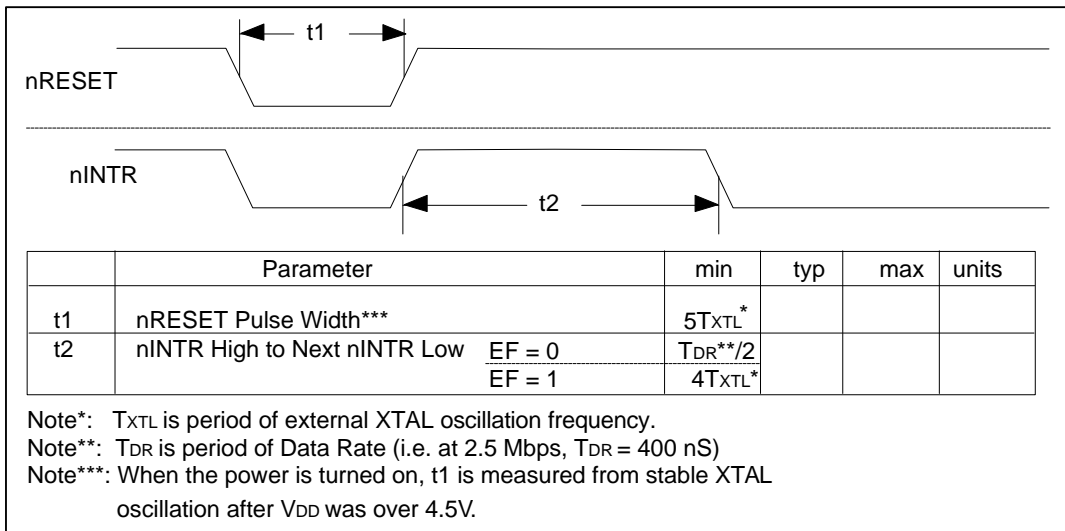 t1
nRESET
nINTR
t2
Parameter min typ max units
t1 nRESET Pulse Width*** 5TXTL*
t2 nINTR High to Next nINTR Low EF = 0 TDR**/2
EF = 1 4TXTL*
Note*: TXTL is period of external XTAL oscillation frequency.
Note**: TDR is period of Data Rate (i.e. at 2.5 Mbps, TDR = 400 nS)
Note***: When the power is turned on, t1 is measured from stable XTAL
oscillation after VDD was over 4.5V.